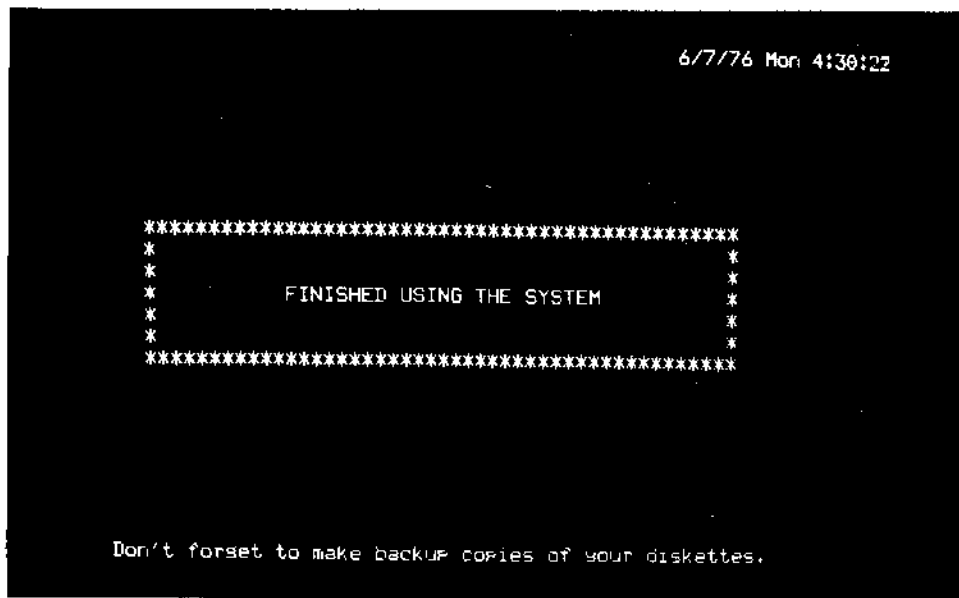 6/7/76 Mon 4:30:22
***********************************************
* *
* *
* FINISHED USING THE SYSTEM *
* *
* *
***********************************************
Don't forget to make backup copies of your diskettes.